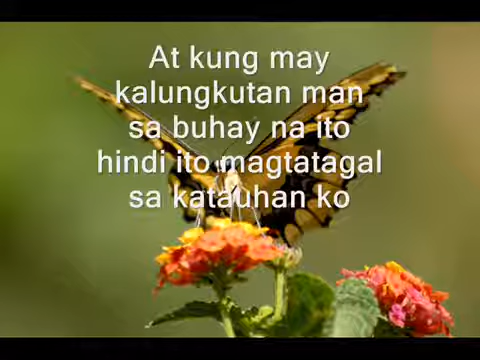 At kung may
kalungkutan man
sa buhay na ito
hindi ito magtatagal
sa katauhan ko